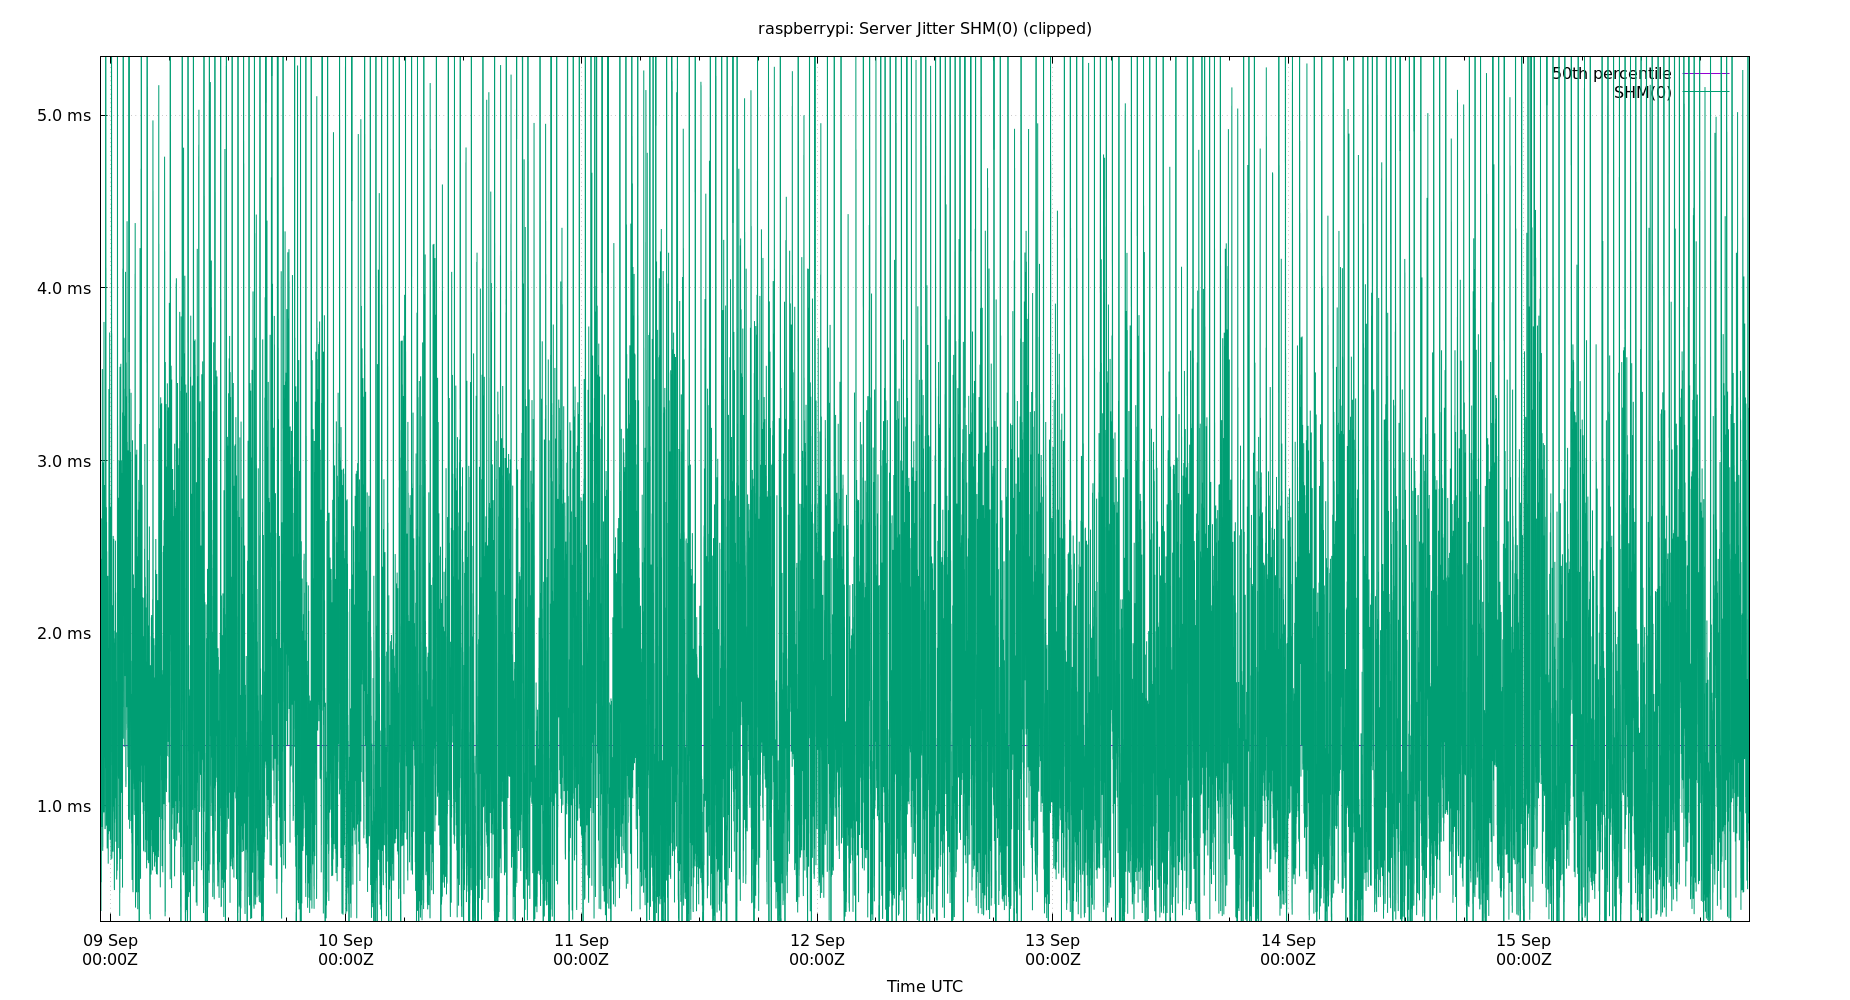 raspberrypi: Server Jitter SHM(0) (clipped)
50th percentile
SHM(0)
5.0 ms
4.0 ms
3.0 ms
2.0 ms
1.0 ms
09 Sep 10 Sep 11 Sep 12 Sep 13 Sep 14 Sep 15 Sep
00:00Z 00:00Z 00:00Z 00:00Z 00:00Z 00:00Z 00:00Z
Time UTC